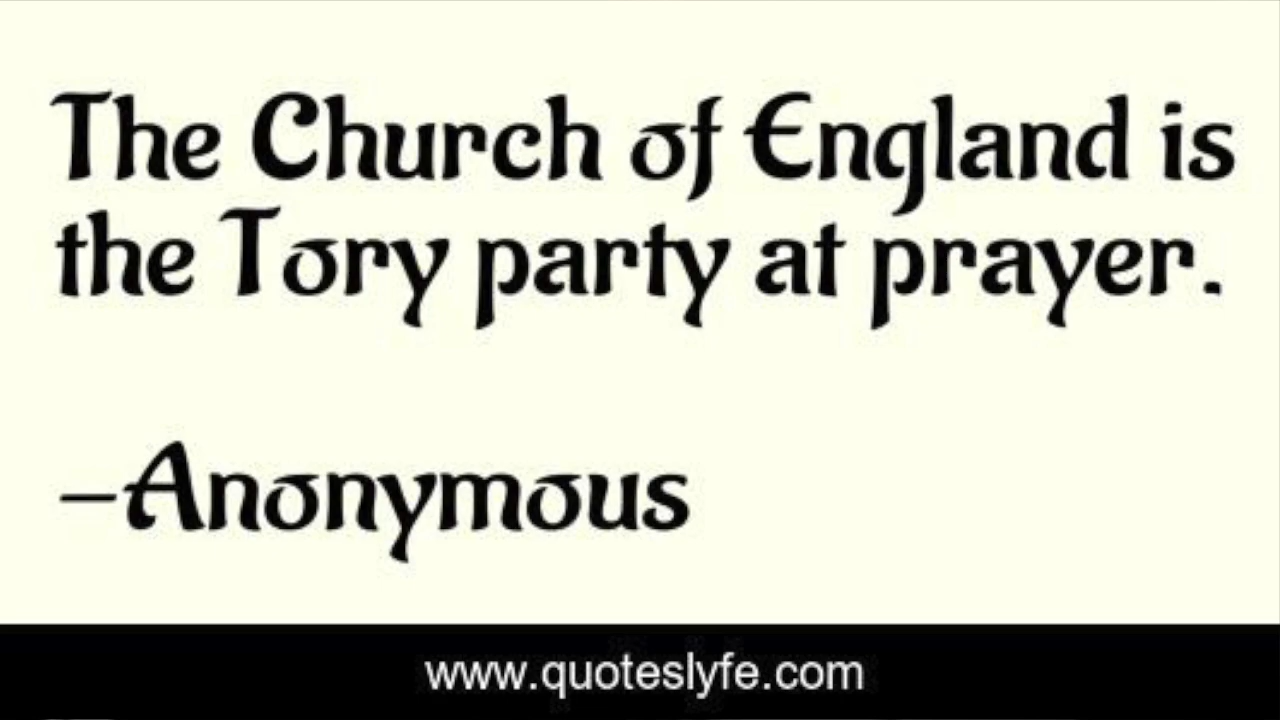 The Church of England is
the Tory party at prayer.
–Anonymous
www.quoteslyfe.com